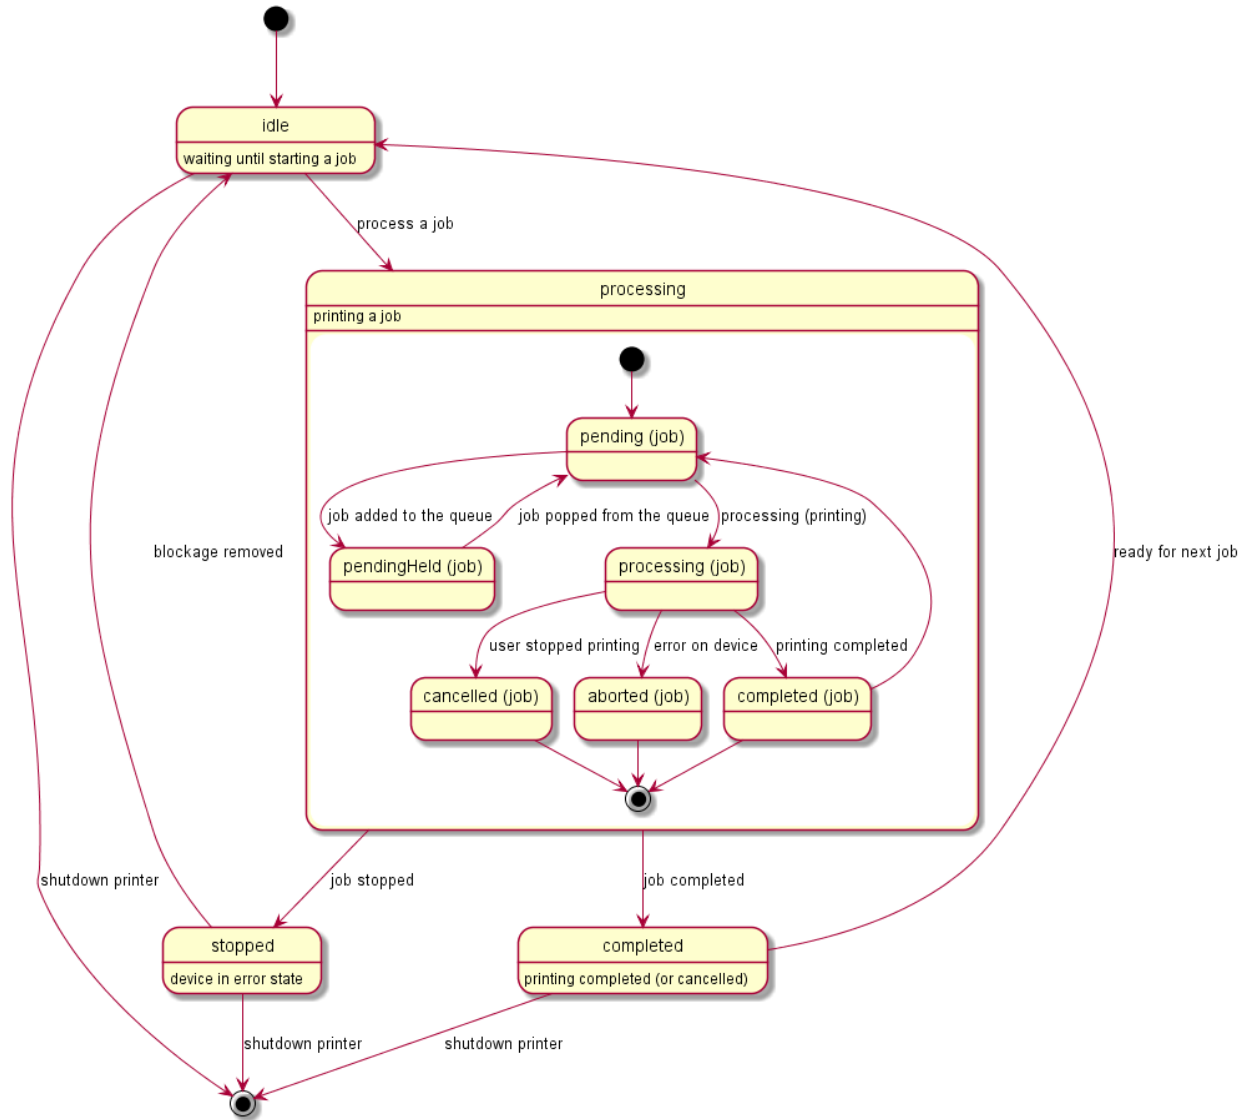 idle
waiting until starting a job
process a job
processing
printing a job
pending (job)
job added to the queue
job popped from the queue
processing (printing)
blockage removed
ready for next job
pendingHeld (job)
processing (job)
user stopped printing
error on device
printing completed
cancelled (job)
aborted (job)
completed (job)
shutdown printer
job stopped
job completed
stopped
device in error state
completed
printing completed (or cancelled)
shutdown printer
shutdown printer